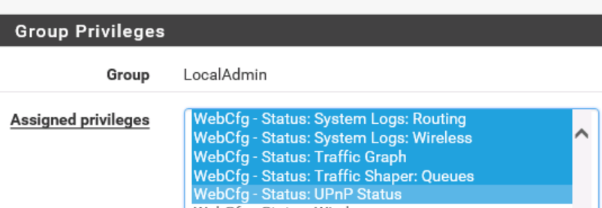 Group Privileges
Group LocalAdmin
Assigned privileges
WebCfg - Status: System Logs: Routing
WebCfg - Status: System Logs: Wireless
WebCfg - Status: Traffic Graph
WebCfg - Status: Traffic Shaper: Queues
WebCfg - Status: UPnP Status